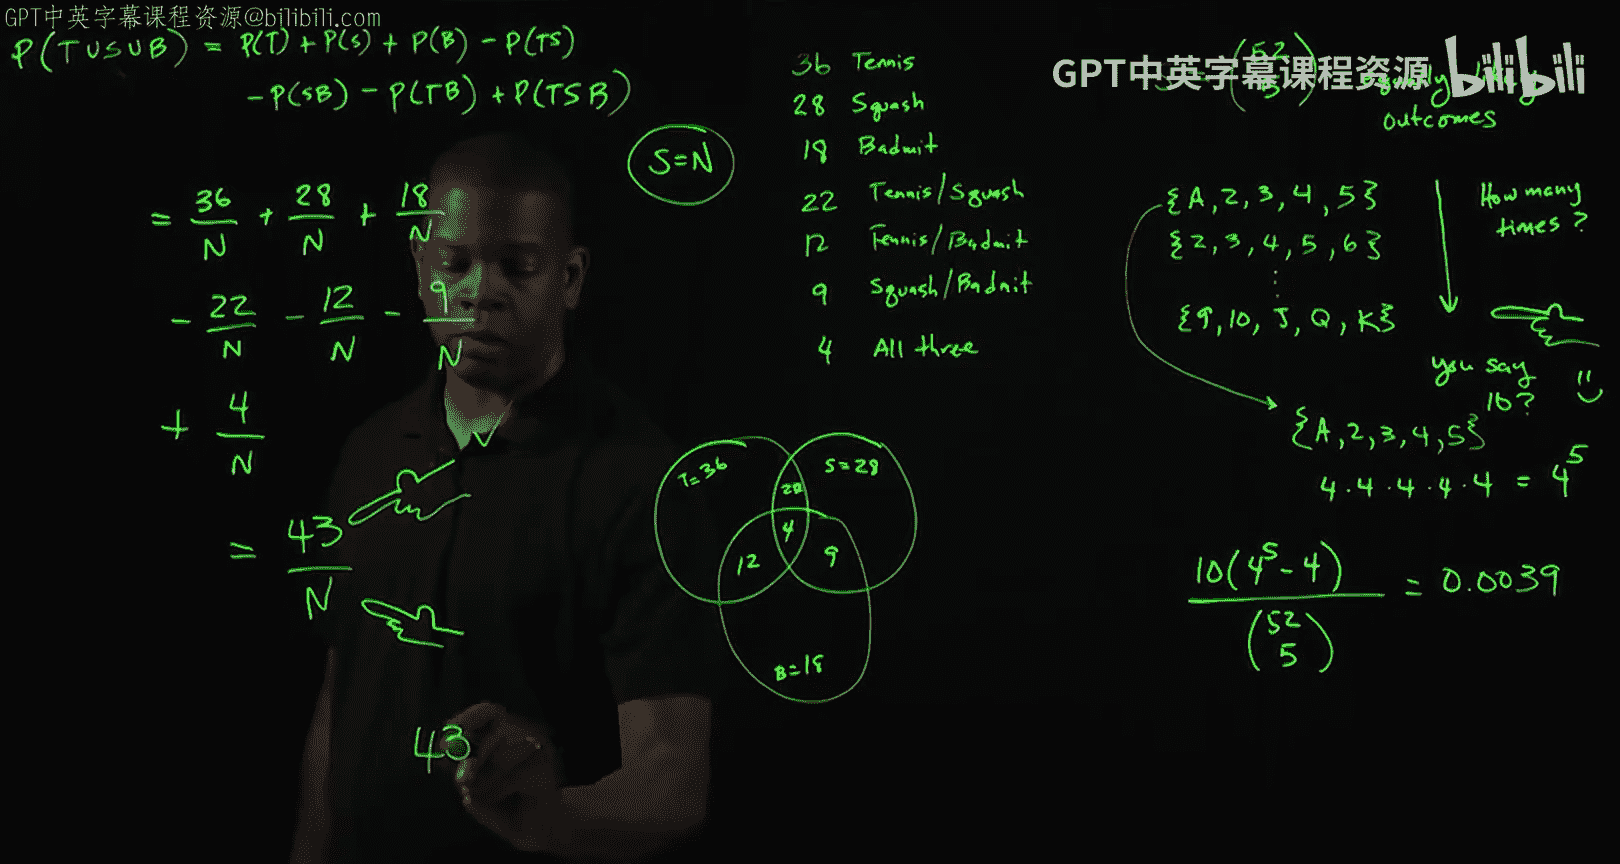 GPT中英字幕课程资源@bilibili.com
P(T∪S∪B) = P(T) + P(S) + P(B) - P(TS)
- P(SB) - P(TB) + P(TSB)
S=N
= 36/N + 28/N + 18/N
- 22/N - 12/N - 9/N
+ 4/N
= 43/N
43
36 Tennis
28 Squash
18 Badmit
22 Tennis/Squash
12 Tennis/Badmit
9 Squash/Badmit
4 All three
T=36
S=28
4
12
9
B=18
GPT中英字幕课程资源 bilibili
outcomes
{A, 2, 3, 4, 5}
{2, 3, 4, 5, 6}
⋮
{9, 10, J, Q, K}
How many
times?
you say
10?
{A, 2, 3, 4, 5}
4·4·4·4·4 = 4^5
10(4^5 - 4) / (52 5) = 0.0039